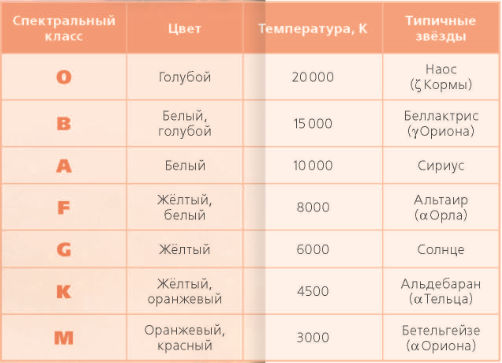 Спектральный класс Цвет Температура, К Типичные звёзды
O Голубой 20 000 Наос (ζ Кормы)
B Белый, голубой 15 000 Беллактрис (γ Ориона)
A Белый 10 000 Сириус
F Жёлтый, белый 8000 Альтаир (α Орла)
G Жёлтый 6000 Солнце
K Жёлтый, оранжевый 4500 Альдебаран (α Тельца)
M Оранжевый, красный 3000 Бетельгейзе (α Ориона)